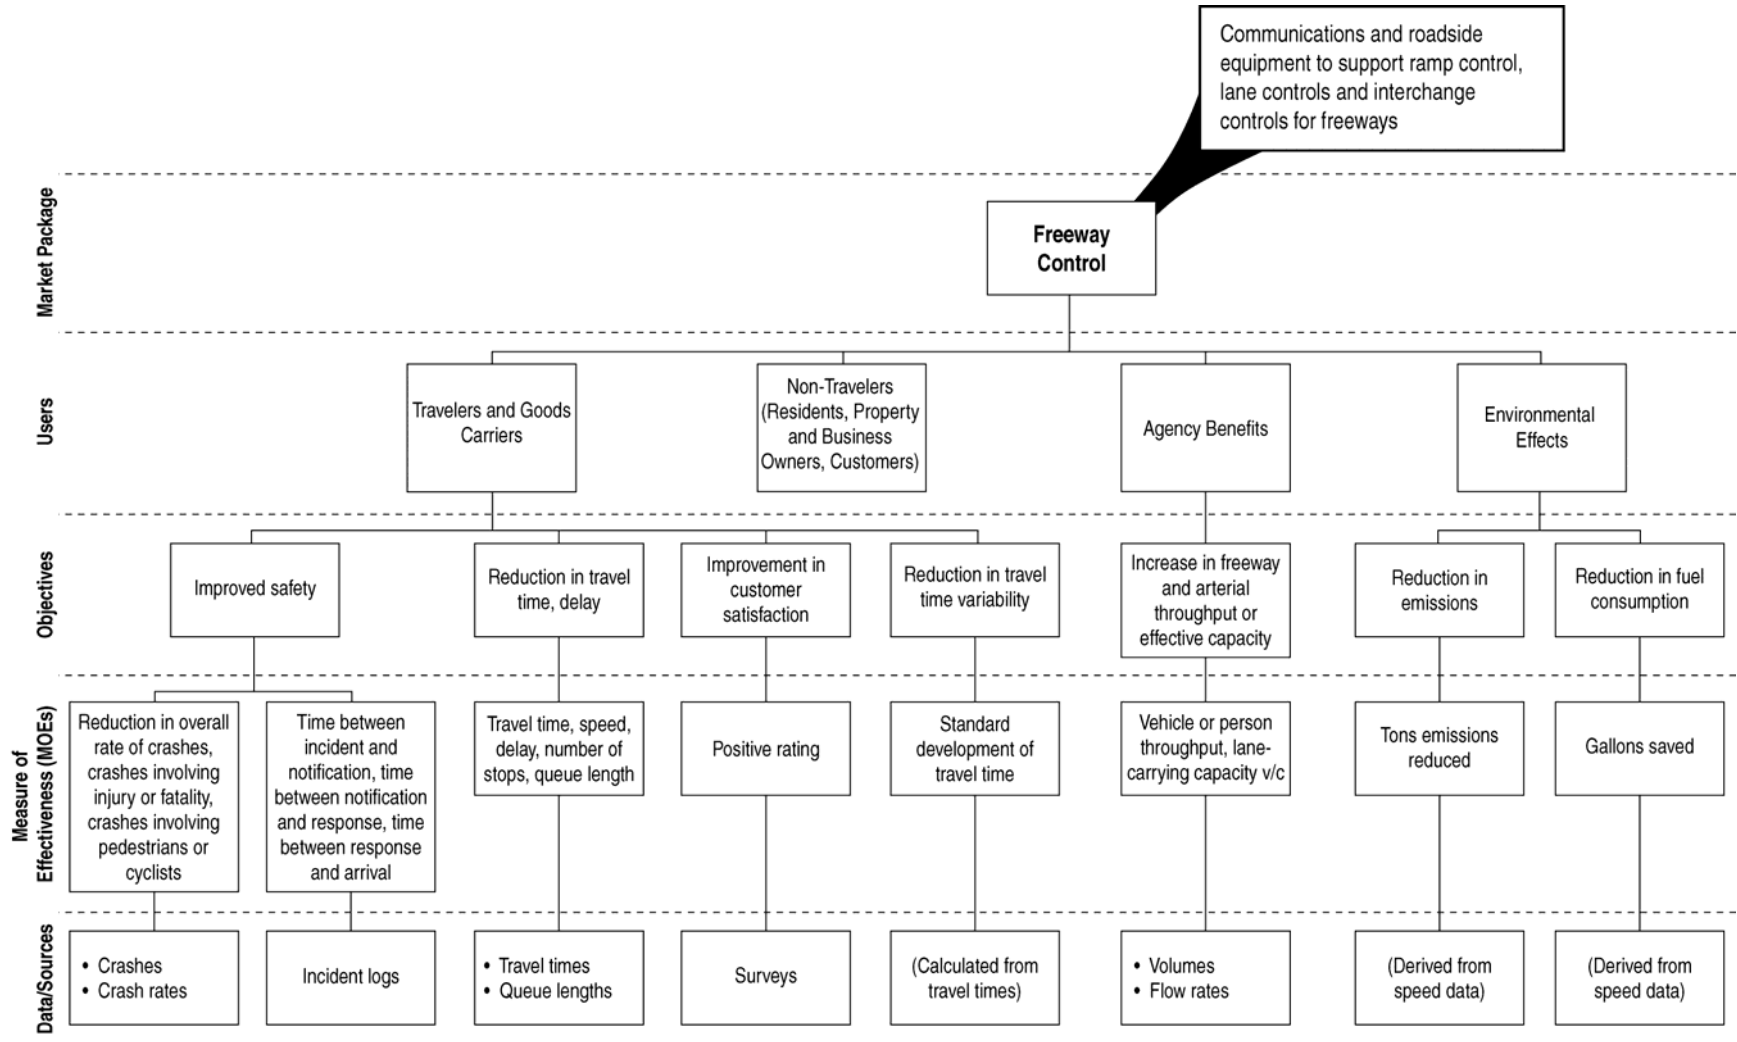 Communications and roadside
equipment to support ramp control,
lane controls and interchange
controls for freeways
Market Package
Freeway
Control
Users
Travelers and Goods
Carriers
Non-Travelers
(Residents, Property
and Business
Owners, Customers)
Agency Benefits
Environmental
Effects
Objectives
Improved safety
Reduction in travel
time, delay
Improvement in
customer
satisfaction
Reduction in travel
time variability
Increase in freeway
and arterial
throughput or
effective capacity
Reduction in
emissions
Reduction in fuel
consumption
Measure of
Effectiveness (MOEs)
Reduction in overall
rate of crashes,
crashes involving
injury or fatality,
crashes involving
pedestrians or
cyclists
Time between
incident and
notification, time
between notification
and response, time
between response
and arrival
Travel time, speed,
delay, number of
stops, queue length
Positive rating
Standard
development of
travel time
Vehicle or person
throughput, lane-
carrying capacity v/c
Tons emissions
reduced
Gallons saved
Data/Sources
• Crashes
• Crash rates
Incident logs
• Travel times
• Queue lengths
Surveys
(Calculated from
travel times)
• Volumes
• Flow rates
(Derived from
speed data)
(Derived from
speed data)